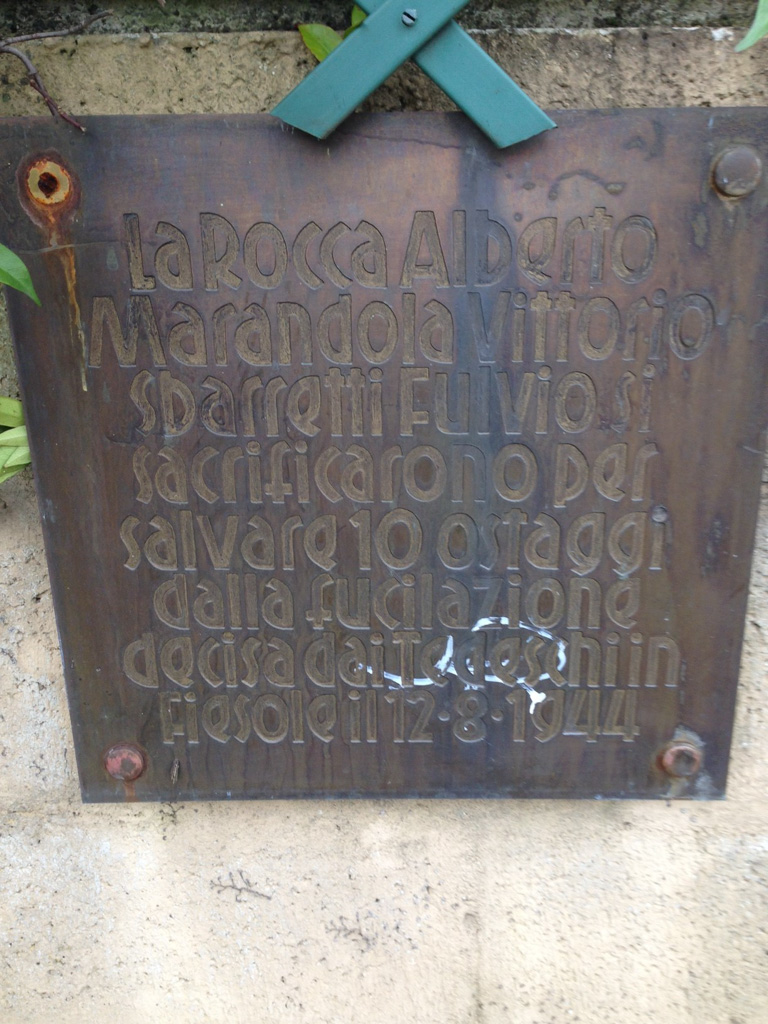 La Rocca Alberto
Marandola Vittorio
Sbarretti Fulvio si
sacrificarono per
salvare 10 ostaggi
dalla fucilazione
decisa dai Tedeschi in
Fiesole il 12·8·1944